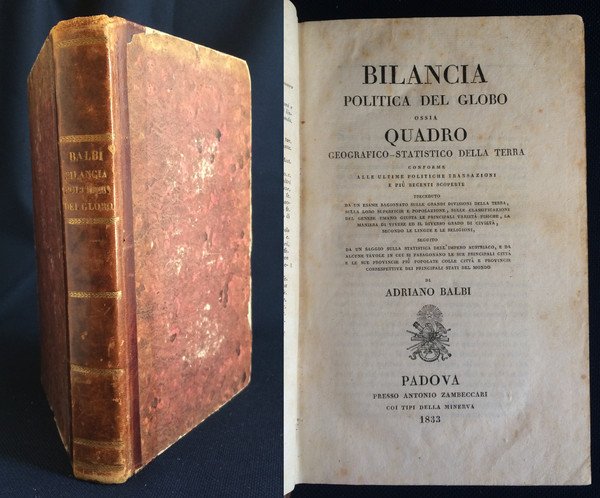 BALBI
BILANCIA
POLITICA
DEL GLOBO
BILANCIA
POLITICA DEL GLOBO
OSSIA
QUADRO
GEOGRAFICO-STATISTICO DELLA TERRA
CONFORME
ALLE ULTIME POLITICHE TRANSAZIONI
E PIÙ RECENTI SCOPERTE
PRECEDUTO
DA UN ESAME RAGIONATO SULLE GRANDI DIVISIONI DELLA TERRA,
SULLA LORO SUPERFICIE E POPOLAZIONE, SULLE CLASSIFICAZIONI
DEL GENERE UMANO GIUSTA LE PRINCIPALI VARIETÀ FISICHE, LA
MANIERA DI VIVERE ED IL DIVERSO GRADO DI CIVILTÀ,
SECONDO LE LINGUE E LE RELIGIONI,
SEGUITO
DA UN SAGGIO SULLA STATISTICA DELL'IMPERO AUSTRIACO, E DA
ALCUNE TAVOLE IN CUI SI PARAGONANO LE SUE PRINCIPALI CITTÀ
E LE SUE PROVINCIE PIÙ POPOLATE COLLE CITTÀ E PROVINCIE
CORRESPETTIVE DEI PRINCIPALI STATI DEL MONDO
DI
ADRIANO BALBI
PADOVA
PRESSO ANTONIO ZAMBECCARI
COI TIPI DELLA MINERVA
1833